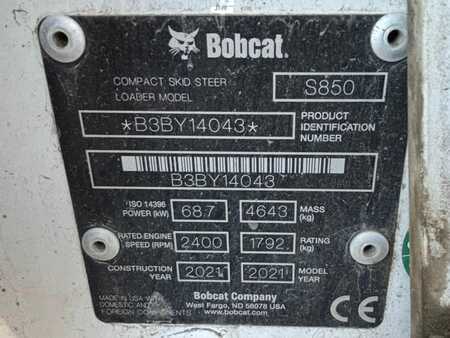 Bobcat.
COMPACT SKID STEER LOADER MODEL S850
*B3BY14043* PRODUCT IDENTIFICATION NUMBER
B3BY14043
ISO 14396 POWER (kW) 68.7 4643 MASS (kg)
RATED ENGINE SPEED (RPM) 2400 1792 RATING (kg)
CONSTRUCTION YEAR 2021 2021 MODEL YEAR
MADE IN USA WITH DOMESTIC AND FOREIGN COMPONENTS
Bobcat Company
West Fargo, ND 58078 USA
www.bobcat.com
CE